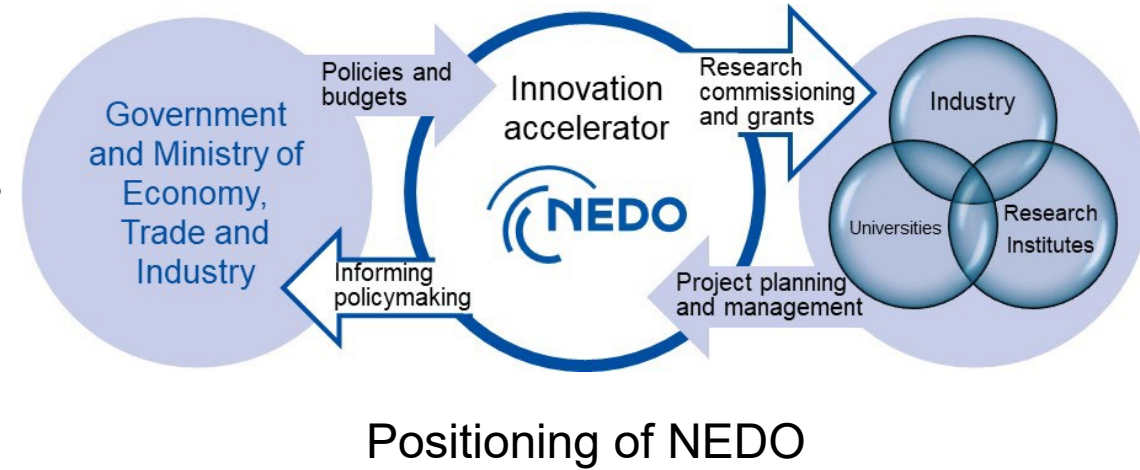 Government
and Ministry of
Economy,
Trade and
Industry
Policies and
budgets
Informing
policymaking
Innovation
accelerator
NEDO
Research
commissioning
and grants
Project planning
and management
Industry
Universities
Research
Institutes
Positioning of NEDO